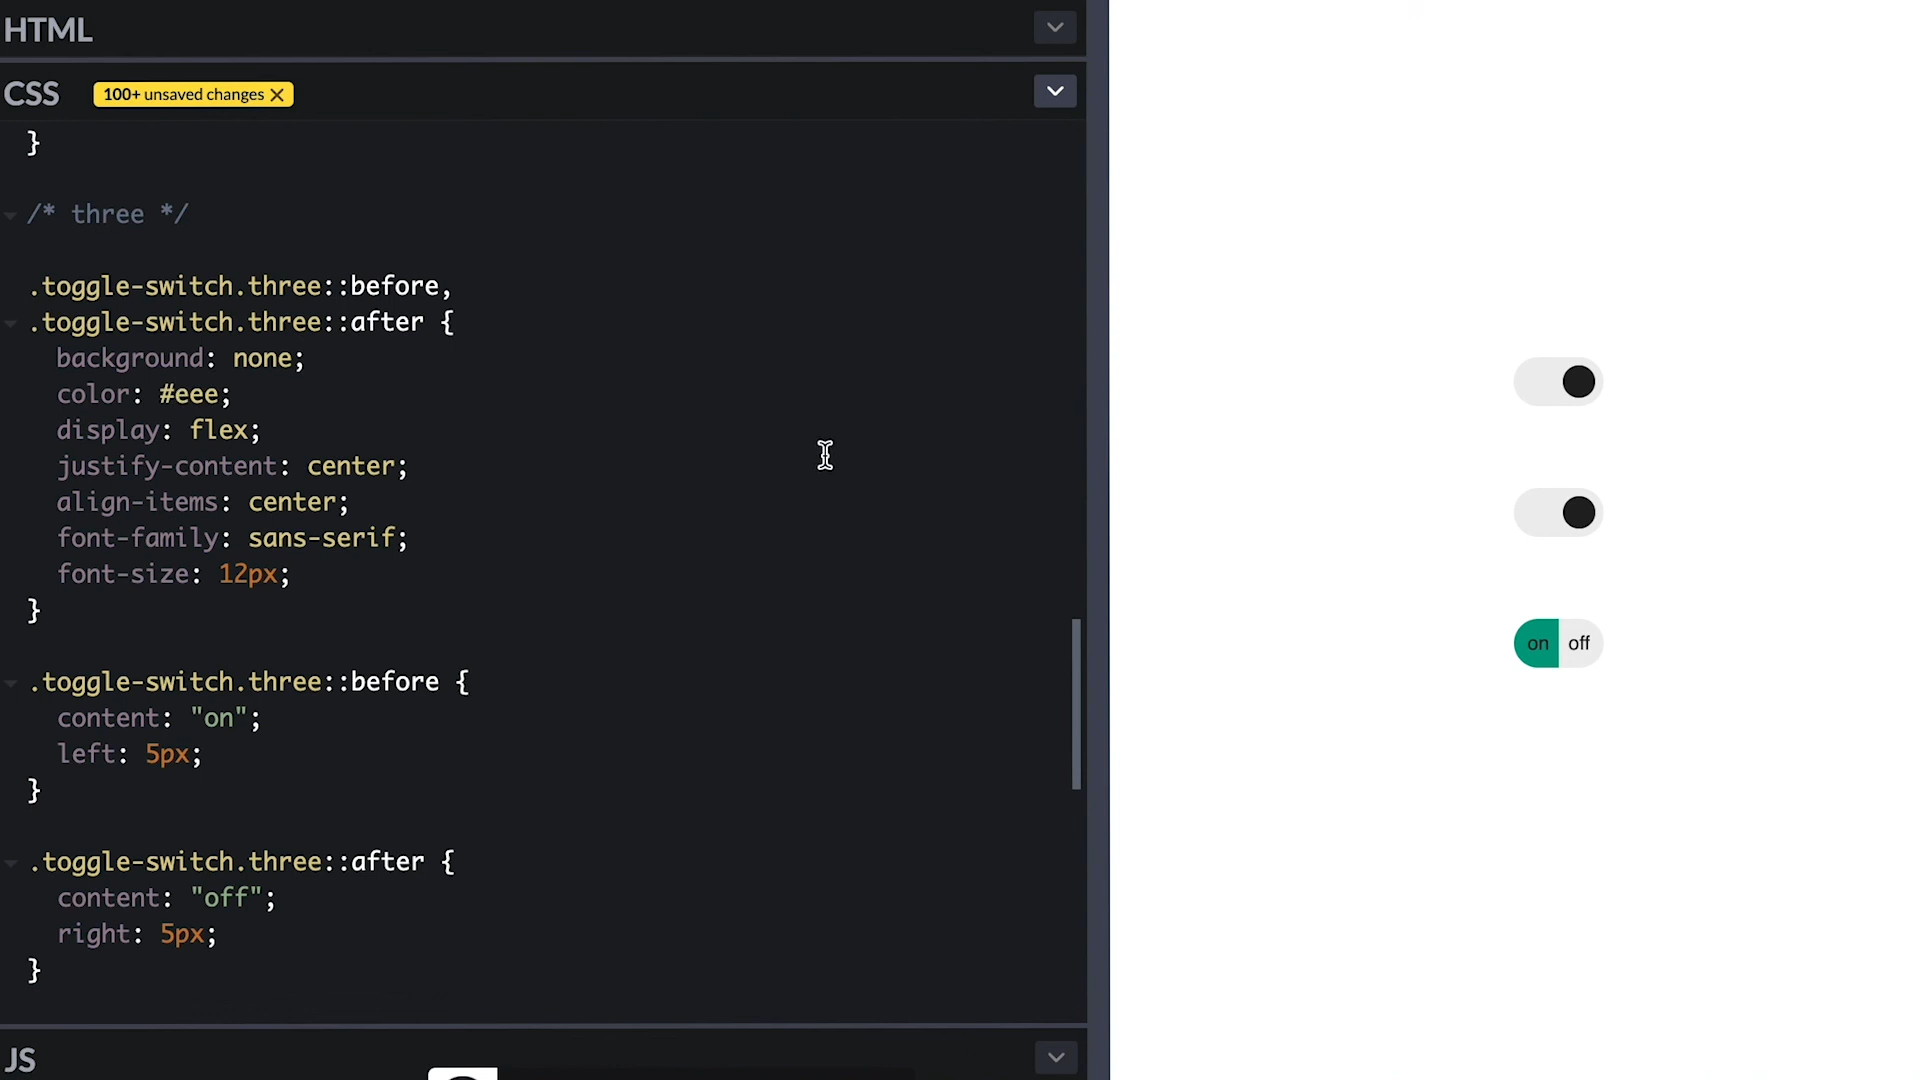 HTML
CSS
100+ unsaved changes
}
/* three */
.toggle-switch.three::before,
.toggle-switch.three::after {
background: none;
color: #eee;
display: flex;
justify-content: center;
align-items: center;
font-family: sans-serif;
font-size: 12px;
}
.toggle-switch.three::before {
content: "on";
left: 5px;
}
.toggle-switch.three::after {
content: "off";
right: 5px;
}
JS
on off